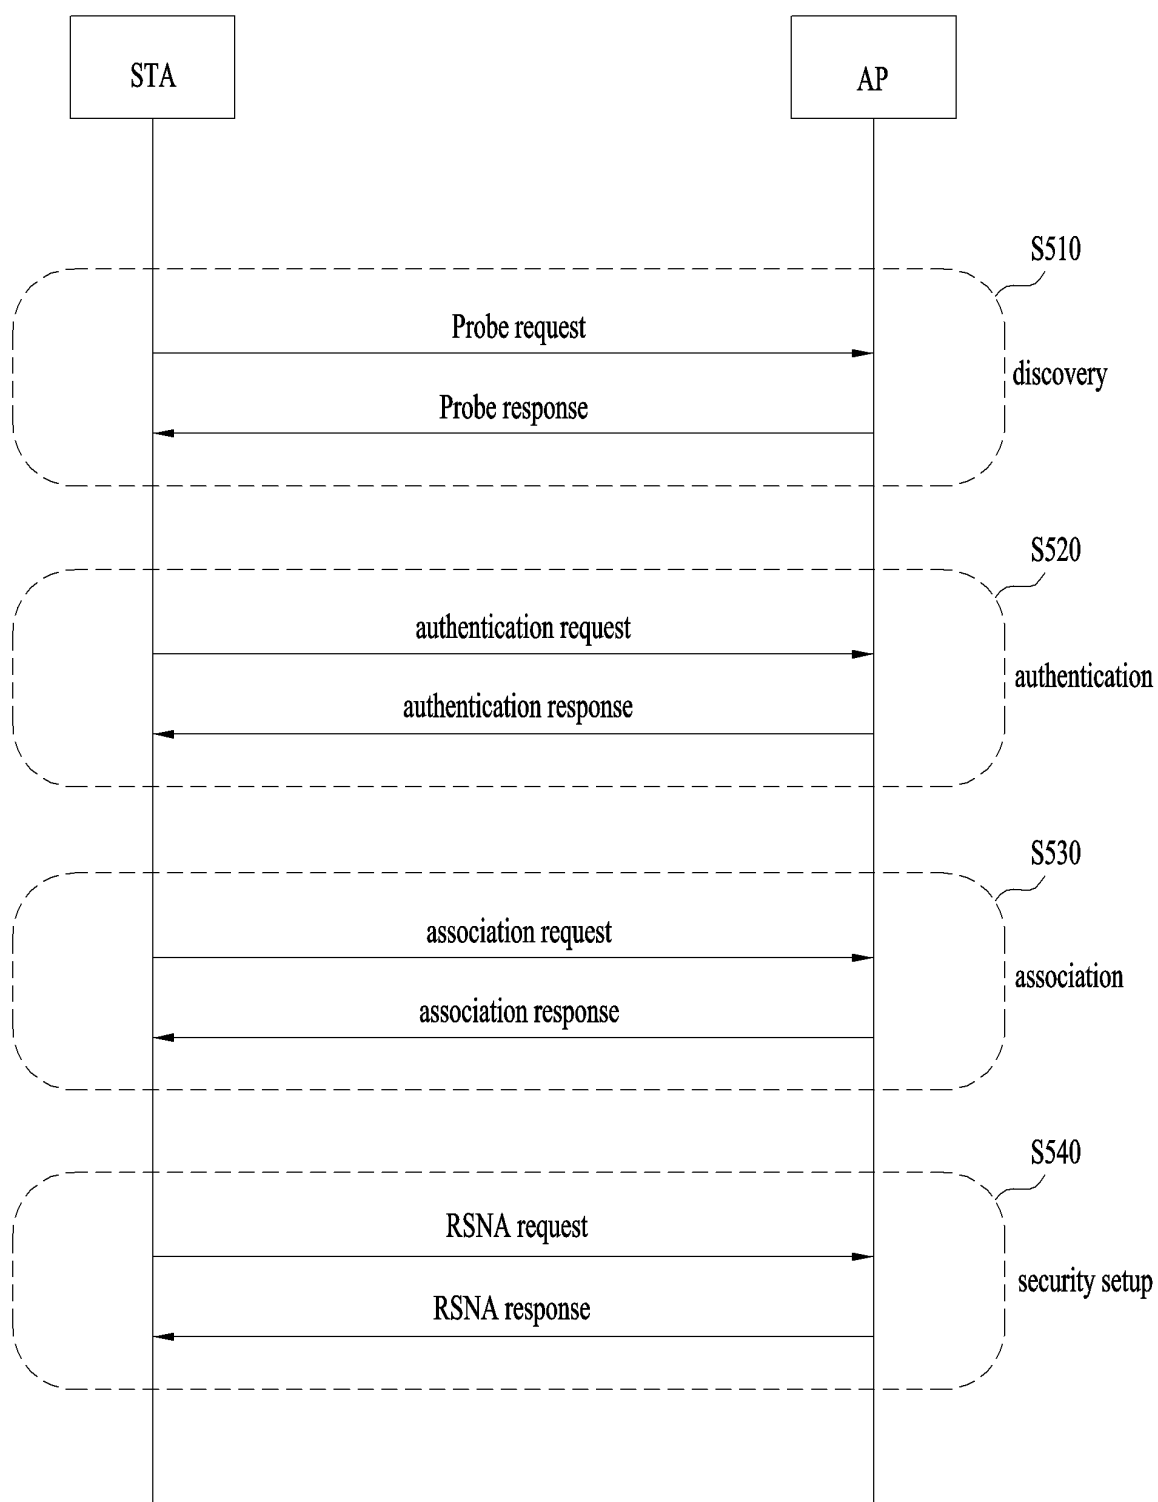 STA
AP
S510
Probe request
discovery
Probe response
S520
authentication request
authentication
authentication response
S530
association request
association
association response
S540
RSNA request
security setup
RSNA response